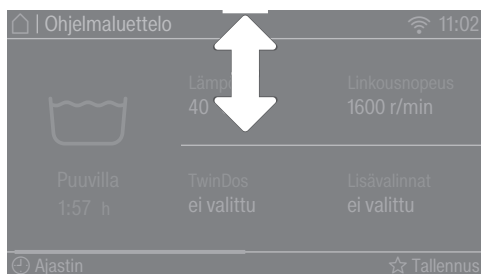 | Ohjelmaluettelo 11:02
Linkousnopeus
40 1600 r/min
Puuvilla TwinDos Lisävalinnat
1:57 h ei valittu ei valittu
Ajastin Tallennus